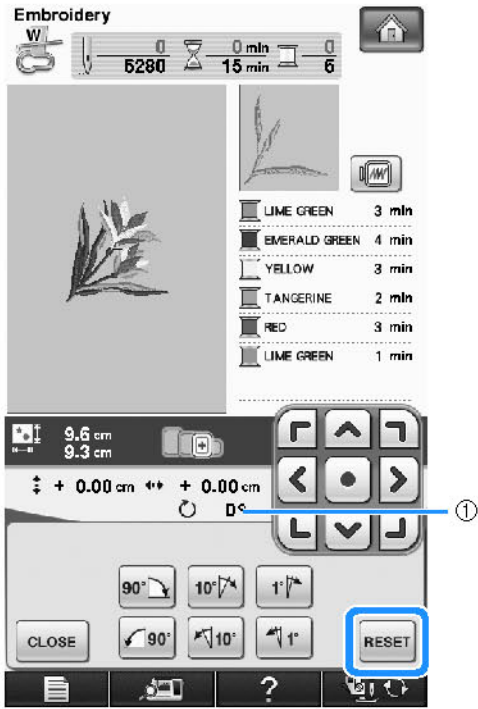 Embroidery
W
0 0 min 0
5280 15 min 6
LIME GREEN 3 min
EMERALD GREEN 4 min
YELLOW 3 min
TANGERINE 2 min
RED 3 min
LIME GREEN 1 min
9.6 cm
9.3 cm
+ 0.00 cm + 0.00 cm
0° ①
90° 10° 1°
CLOSE 90° 10° 1° RESET
?